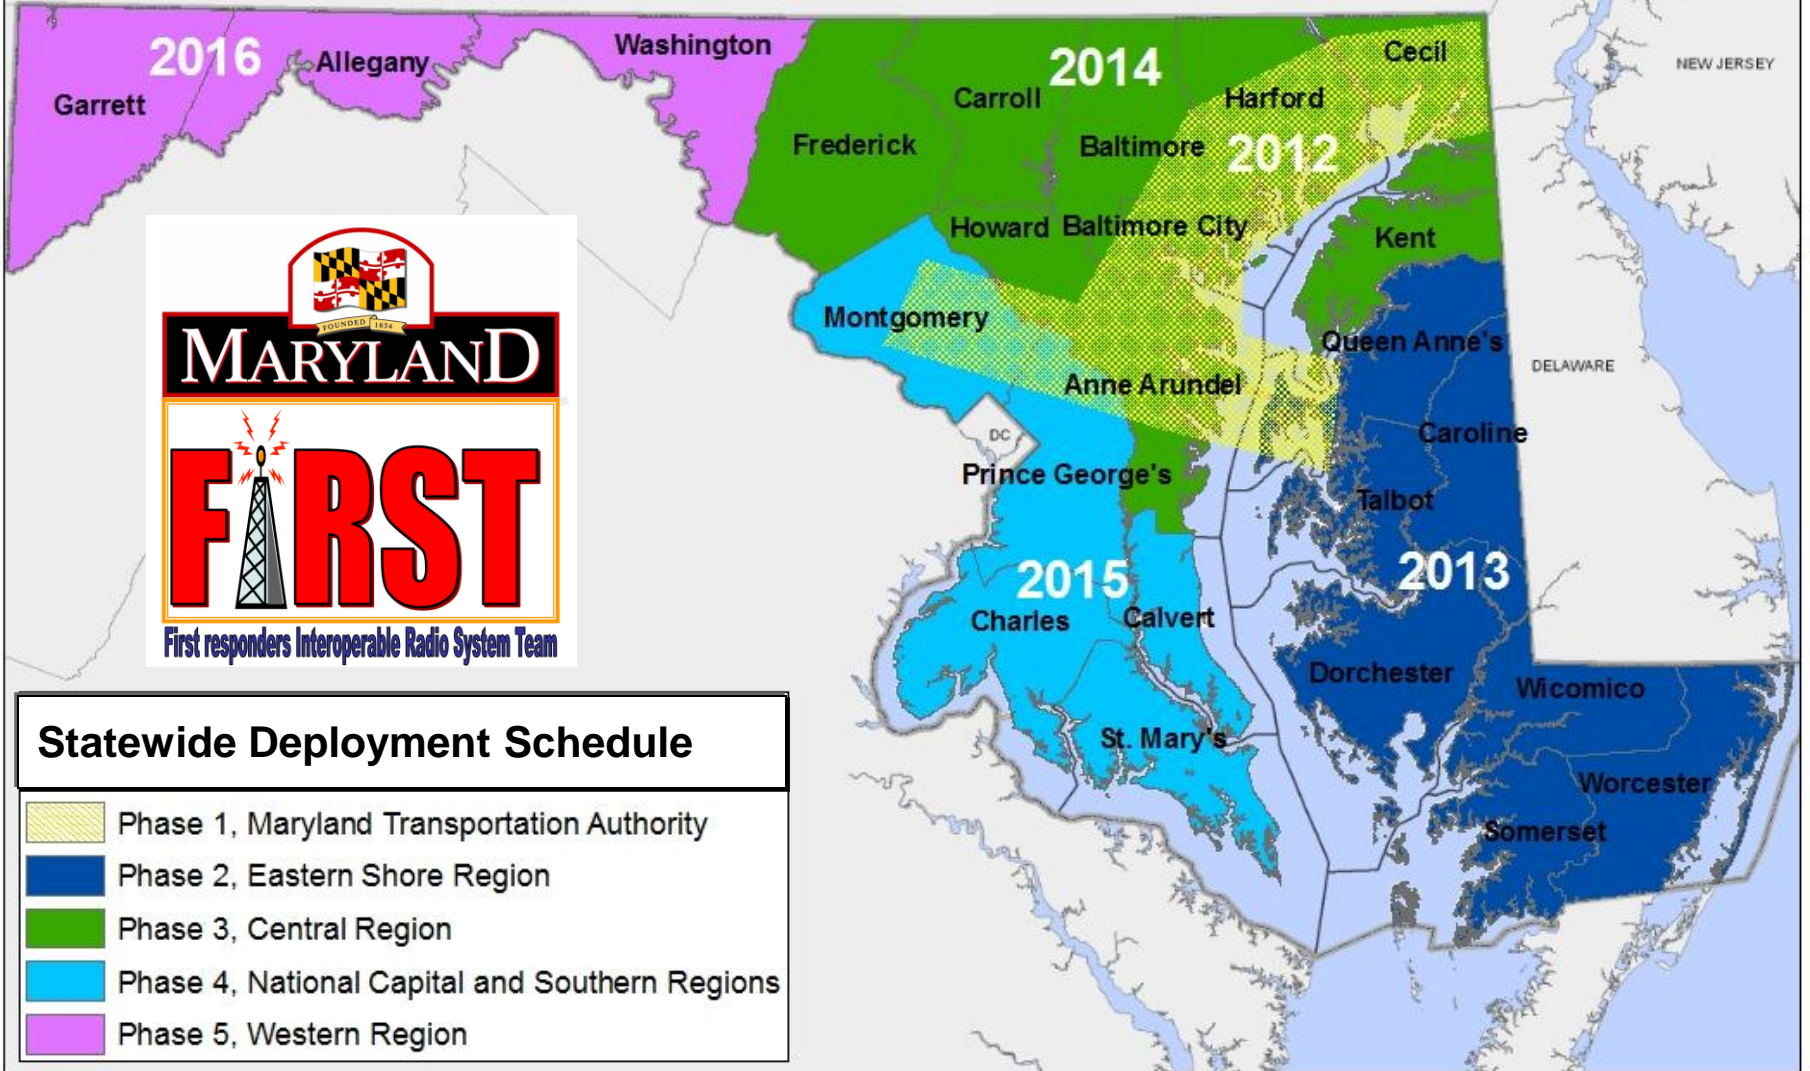 2016
Garrett
Allegany
Washington
2014
Carroll
Frederick
Baltimore
Harford
Cecil
2012
Howard
Baltimore City
Kent
NEW JERSEY
Montgomery
Queen Anne's
DELAWARE
Anne Arundel
DC
Caroline
Prince George's
Talbot
2015
2013
Charles
Calvert
Dorchester
Wicomico
St. Mary's
Worcester
Somerset
FOUNDED 1634
MARYLAND
FiRST
First responders Interoperable Radio System Team
Statewide Deployment Schedule
Phase 1, Maryland Transportation Authority
Phase 2, Eastern Shore Region
Phase 3, Central Region
Phase 4, National Capital and Southern Regions
Phase 5, Western Region